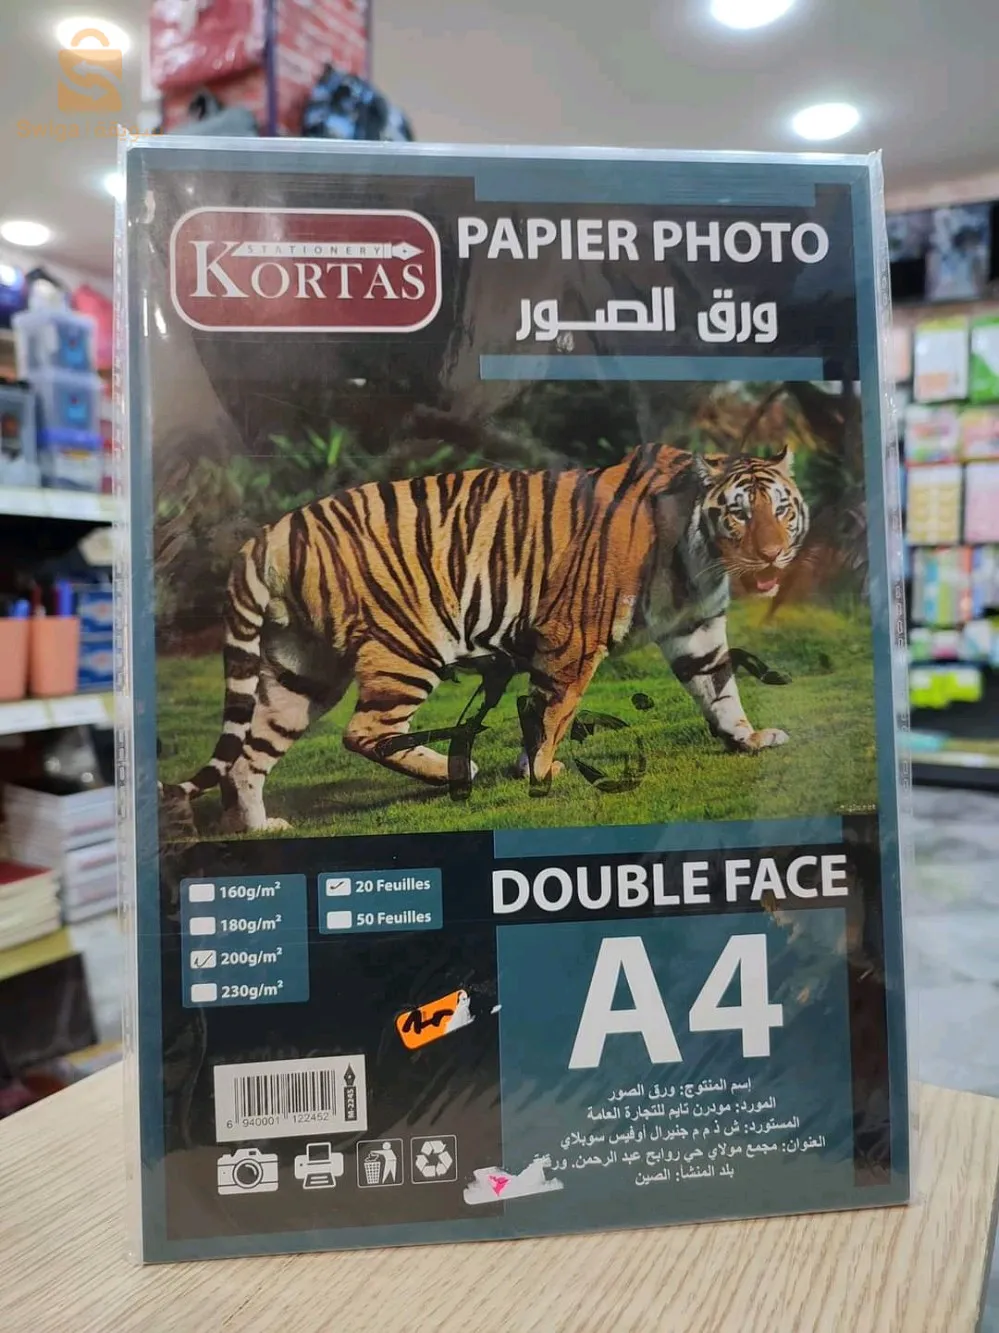 KORTAS
STATIONERY
PAPIER PHOTO
ورق الصور
160g/m²
180g/m²
200g/m²
230g/m²
20 Feuilles
50 Feuilles
DOUBLE FACE
A4
إسم المنتوج: ورق الصور
المورد: مودرن تايم للتجارة العامة
المستورد: ش ذ م م جنيرال أوفيس سوبلاي
العنوان: مجمع مولاي حي روابح عبد الرحمن، ورقلة
بلد المنشأ: الصين
6 940001 122452
M-2245